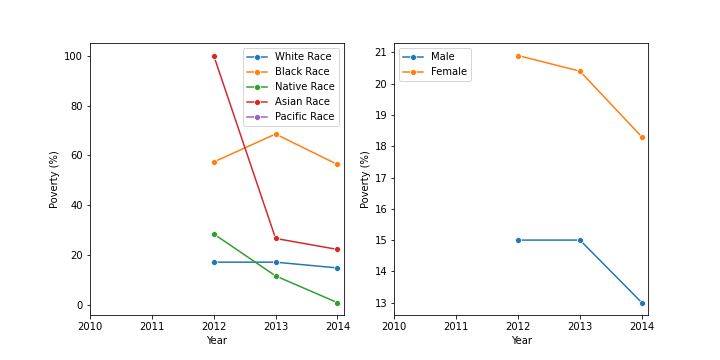 100
80
60
40
20
0
Poverty (%)
2010 2011 2012 2013 2014
Year
White Race
Black Race
Native Race
Asian Race
Pacific Race
21
20
19
18
17
16
15
14
13
Poverty (%)
2010 2011 2012 2013 2014
Year
Male
Female